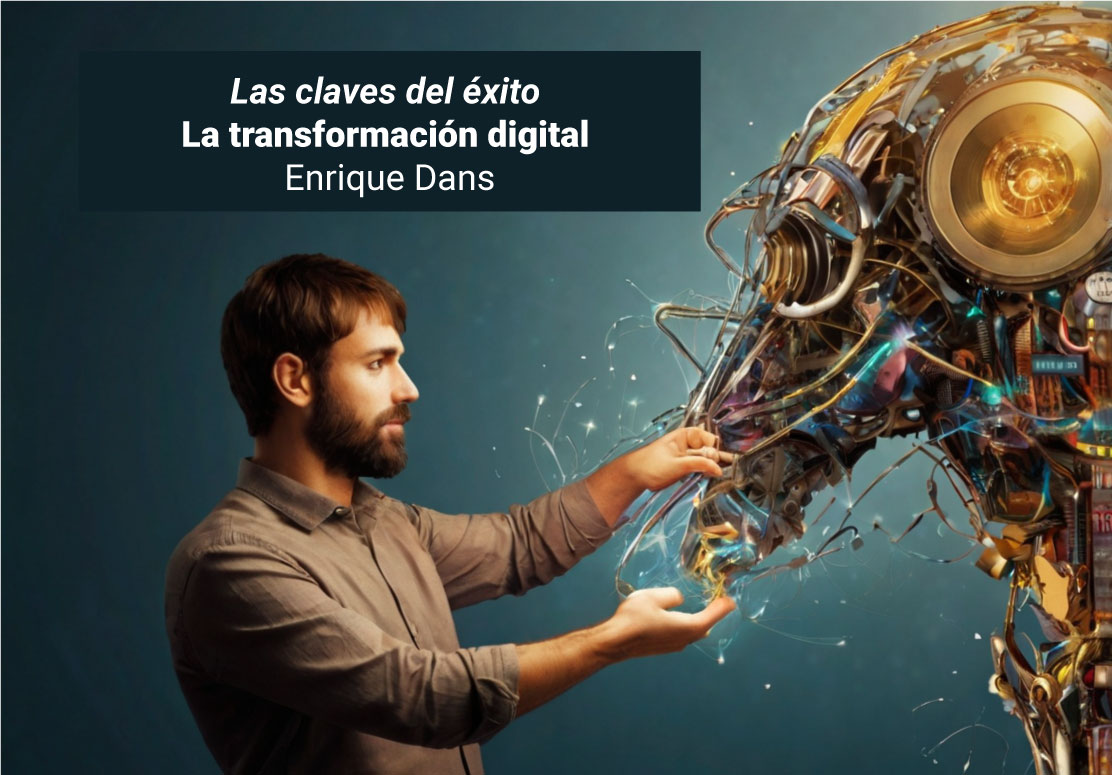 Las claves del éxito
La transformación digital
Enrique Dans